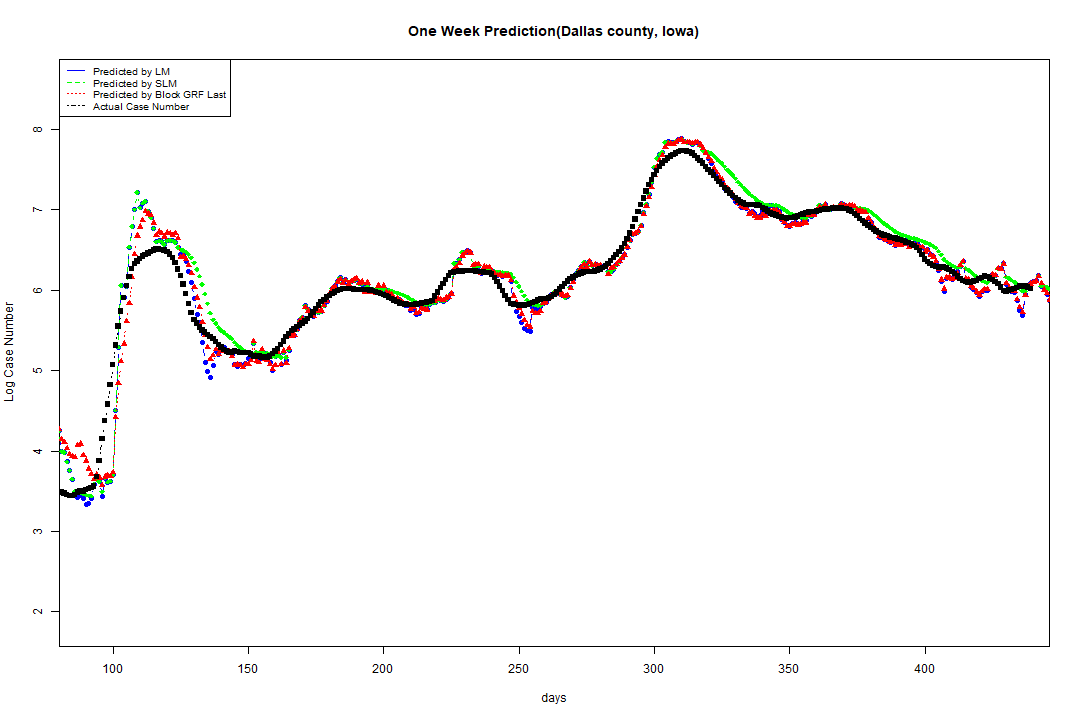 One Week Prediction(Dallas county, Iowa)
Predicted by LM
Predicted by SLM
Predicted by Block GRF Last
Actual Case Number
Log Case Number
8
7
6
5
4
3
2
100 150 200 250 300 350 400
days